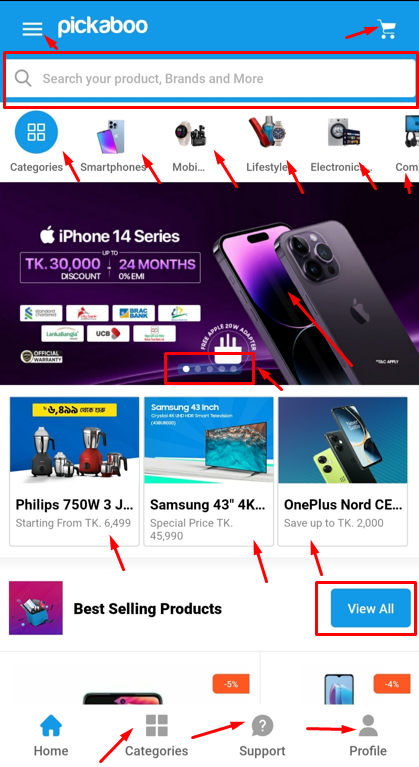 pickaboo
Search your product, Brands and More
Categories
Smartphones
Mobi...
Lifestyle
Electronics...
Com
iPhone 14 Series
UP TO
TK. 30,000
DISCOUNT
24 MONTHS
0% EMI
standard
chartered
BRAC
BANK
LankaBangla
UCB
OFFICIAL
WARRANTY
FREE APPLE 20W ADAPTER
*T&C APPLY
৳ ৬,৪৯৯ থেকে শুরু
Samsung 43 Inch
Crystal 4K UHD HDR Smart Television
Philips 750W 3 J...
Starting From TK. 6,499
Samsung 43" 4K...
Special Price TK.
45,990
OnePlus Nord CE...
Save up to TK. 2,000
Best Selling Products
View All
-5%
-4%
Home
Categories
Support
Profile